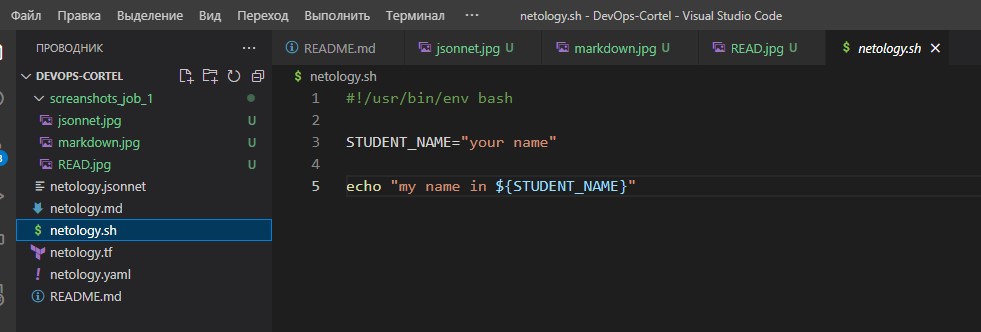 Файл Правка Выделение Вид Переход Выполнить Терминал ··· netology.sh - DevOps-Cortel - Visual Studio Code
ПРОВОДНИК ···
README.md jsonnet.jpg U markdown.jpg U READ.jpg U netology.sh
DEVOPS-CORTEL
screanshots_job_1
jsonnet.jpg U
markdown.jpg U
READ.jpg U
netology.jsonnet
netology.md
netology.sh
netology.tf
netology.yaml
README.md
netology.sh
1 #!/usr/bin/env bash
2
3 STUDENT_NAME="your name"
4
5 echo "my name in ${STUDENT_NAME}"